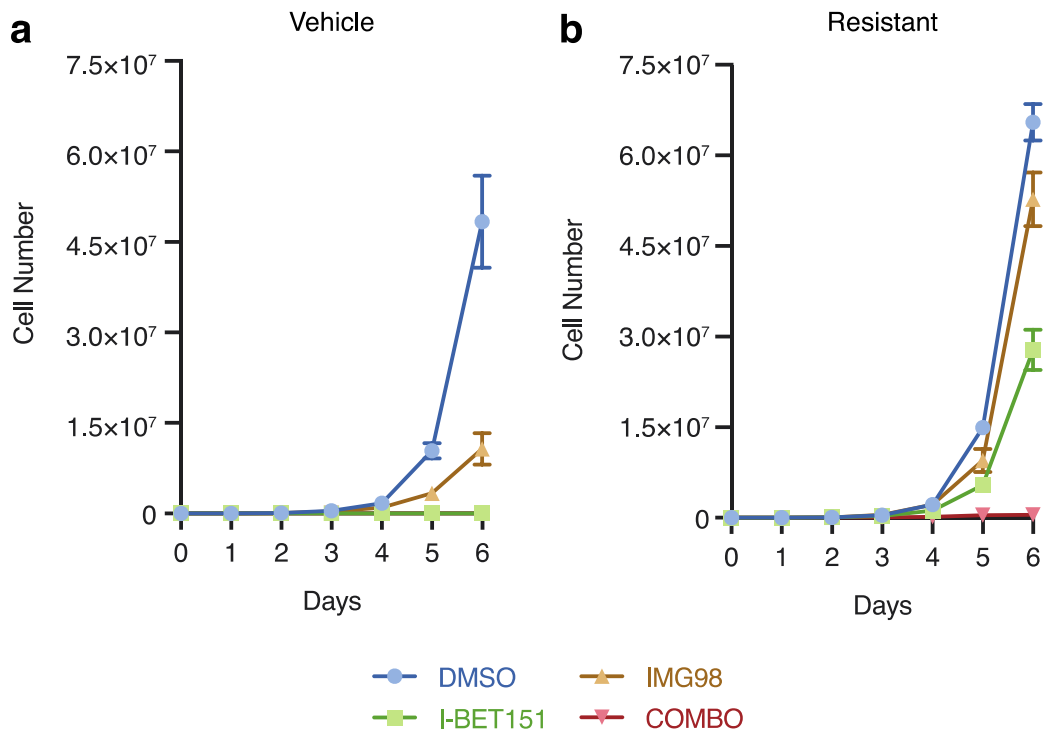 a
Vehicle
7.5×10⁷
6.0×10⁷
4.5×10⁷
3.0×10⁷
1.5×10⁷
0
Cell Number
0 1 2 3 4 5 6
Days
b
Resistant
7.5×10⁷
6.0×10⁷
4.5×10⁷
3.0×10⁷
1.5×10⁷
0
Cell Number
0 1 2 3 4 5 6
Days
DMSO
IMG98
I-BET151
COMBO